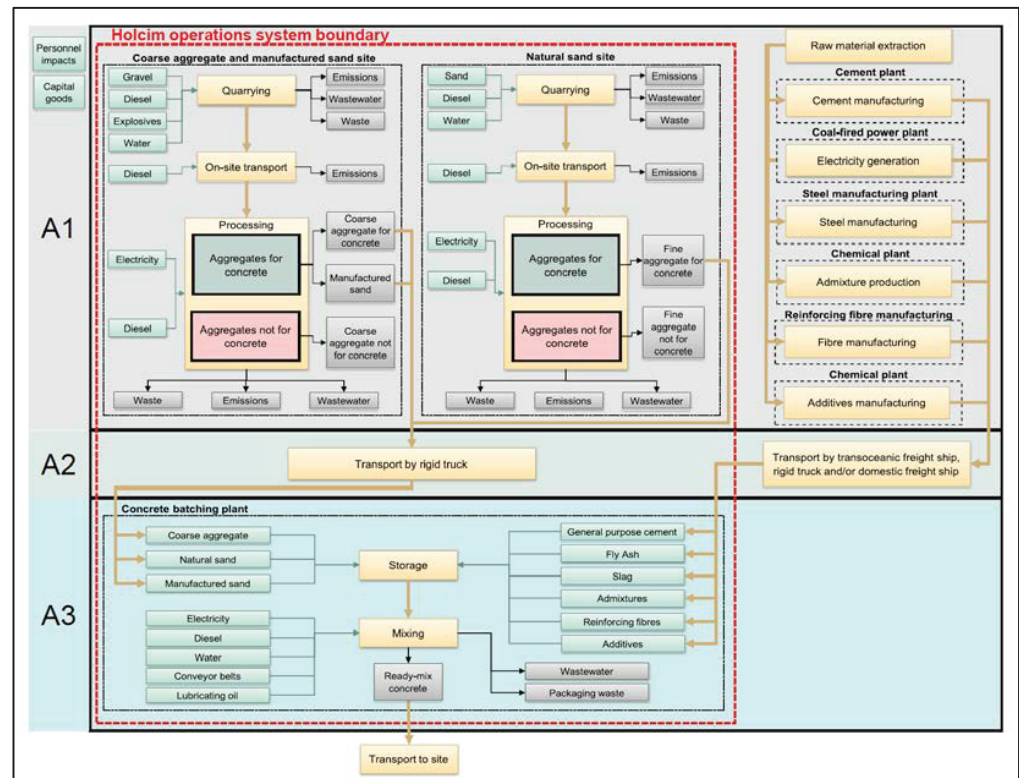 Personnel
impacts
Capital
goods
Holcim operations system boundary
A1
Coarse aggregate and manufactured sand site
Gravel
Diesel
Explosives
Water
Quarrying
Emissions
Wastewater
Waste
Diesel
On-site transport
Emissions
Electricity
Diesel
Processing
Aggregates for
concrete
Aggregates not for
concrete
Coarse
aggregate for
concrete
Manufactured
sand
Coarse
aggregate not
for concrete
Waste
Emissions
Wastewater
Natural sand site
Sand
Diesel
Water
Quarrying
Emissions
Wastewater
Waste
Diesel
On-site transport
Emissions
Electricity
Diesel
Processing
Aggregates for
concrete
Aggregates not for
concrete
Fine
aggregate for
concrete
Fine
aggregate
not for
concrete
Waste
Emissions
Wastewater
Raw material extraction
Cement plant
Cement manufacturing
Coal-fired power plant
Electricity generation
Steel manufacturing plant
Steel manufacturing
Chemical plant
Admixture production
Reinforcing fibre manufacturing
Fibre manufacturing
Chemical plant
Additives manufacturing
A2
Transport by rigid truck
Transport by transoceanic freight ship,
rigid truck and/or domestic freight ship
A3
Concrete batching plant
Coarse aggregate
Natural sand
Manufactured sand
Electricity
Diesel
Water
Conveyor belts
Lubricating oil
Storage
Mixing
Ready-mix
concrete
General purpose cement
Fly Ash
Slag
Admixtures
Reinforcing fibres
Additives
Wastewater
Packaging waste
Transport to site